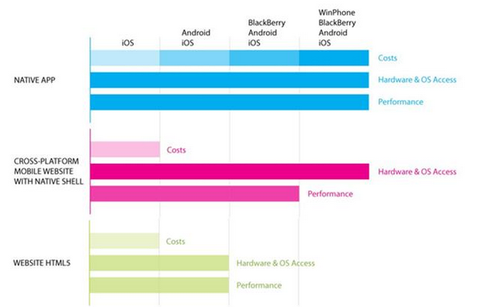 iOS
Android
iOS
BlackBerry
Android
iOS
WinPhone
BlackBerry
Android
iOS
NATIVE APP
Costs
Hardware & OS Access
Performance
CROSS-PLATFORM
MOBILE WEBSITE
WITH NATIVE SHELL
Costs
Hardware & OS Access
Performance
WEBSITE HTML5
Costs
Hardware & OS Access
Performance